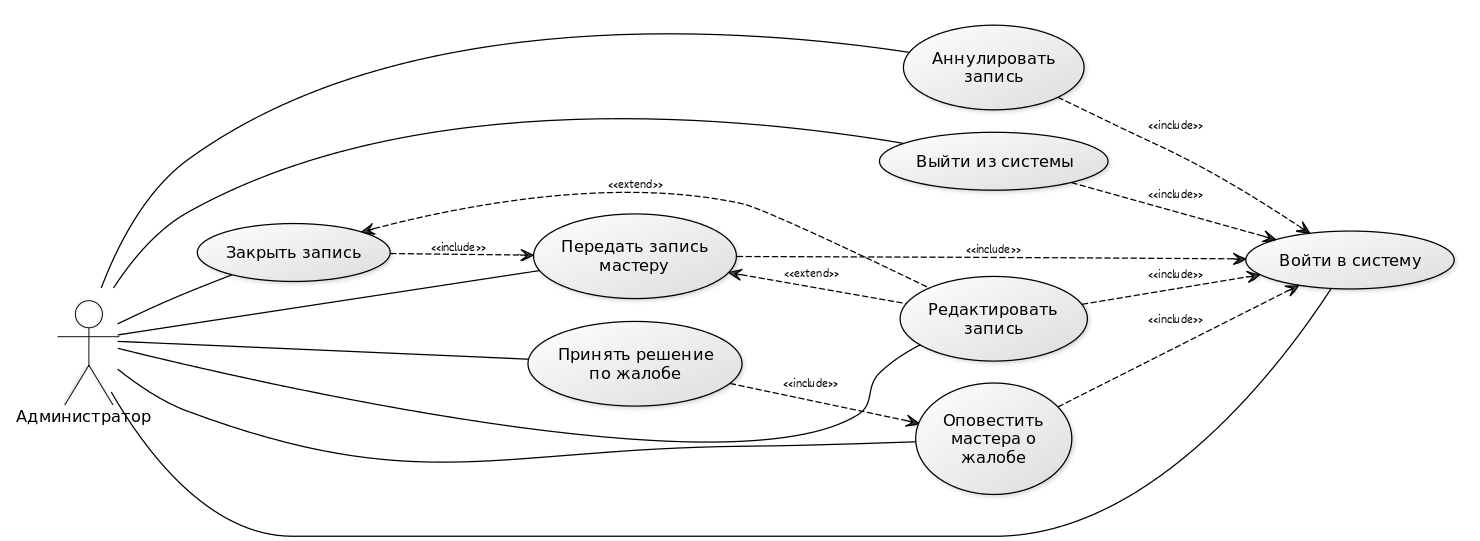 Аннулировать
запись
<<include>>
Выйти из системы
<<extend>>
<<include>>
Закрыть запись
<<include>>
Передать запись
мастеру
<<include>>
Войти в систему
<<extend>>
<<include>>
Редактировать
запись
<<include>>
Принять решение
по жалобе
<<include>>
Администратор
Оповестить
мастера о
жалобе